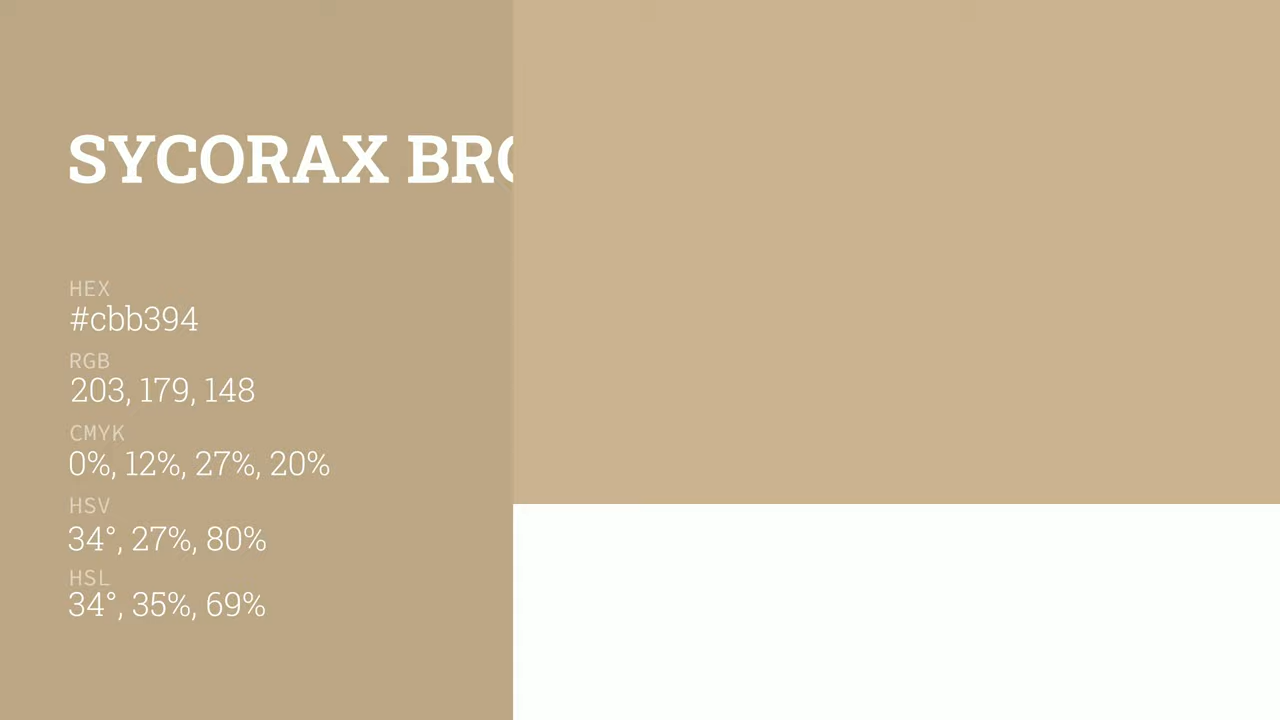 SYCORAX BRO
HEX
#cbb394
RGB
203, 179, 148
CMYK
0%, 12%, 27%, 20%
HSV
34°, 27%, 80%
HSL
34°, 35%, 69%